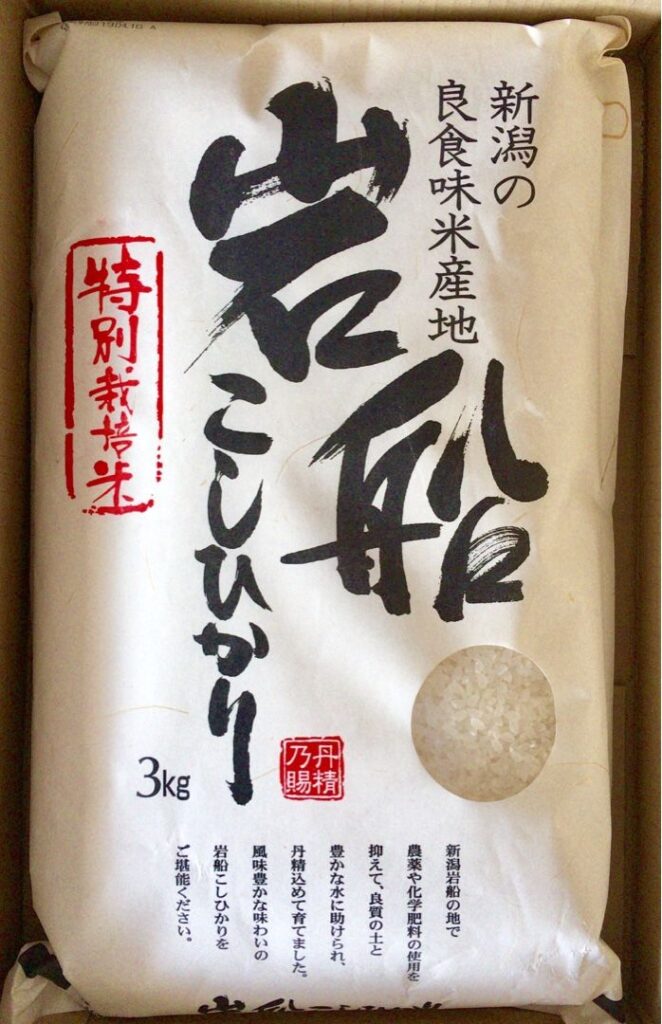 新潟の
良食味米産地
岩船
こしひかり
特別栽培米
3kg
丹精
乃賜
新潟岩船の地で
農薬や化学肥料の使用を
抑えて、良質の土と
豊かな水に助けられ、
丹精込めて育てました。
風味豊かな味わいの
岩船こしひかりを
ご堪能ください。